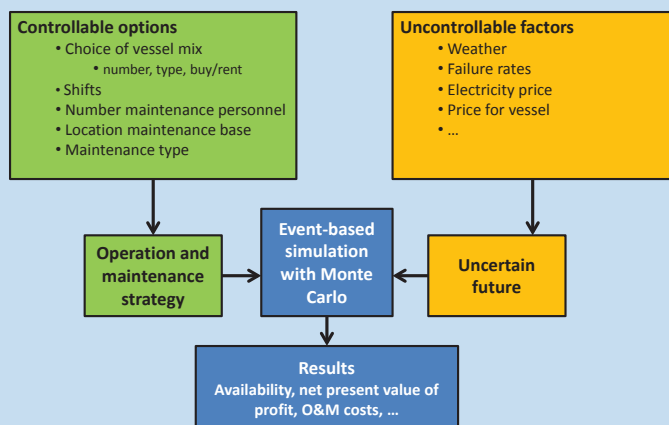 Controllable options
• Choice of vessel mix
• number, type, buy/rent
• Shifts
• Number maintenance personnel
• Location maintenance base
• Maintenance type
Uncontrollable factors
• Weather
• Failure rates
• Electricity price
• Price for vessel
• ...
Operation and
maintenance
strategy
Event-based
simulation
with Monte
Carlo
Uncertain
future
Results
Availability, net present value of
profit, O&M costs, ...